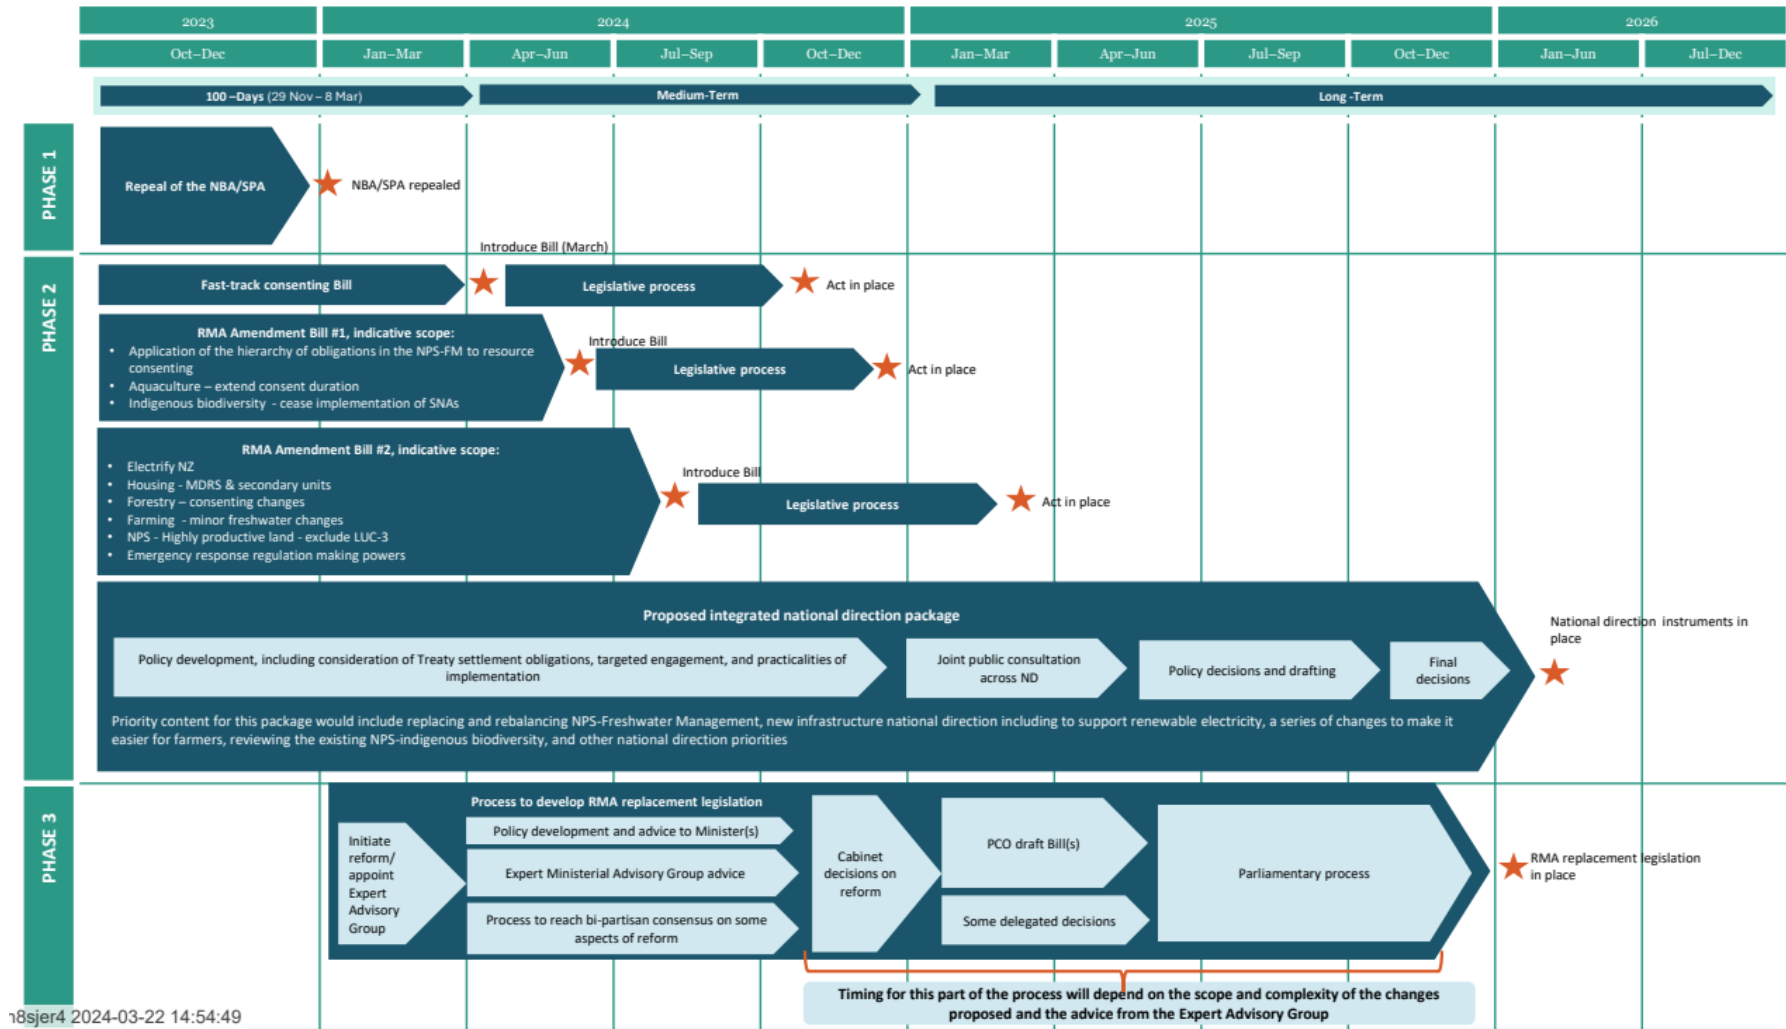 2023
2024
2025
2026
Oct–Dec
Jan–Mar
Apr–Jun
Jul–Sep
Oct–Dec
Jan–Mar
Apr–Jun
Jul–Sep
Oct–Dec
Jan–Jun
Jul–Dec
100 –Days (29 Nov – 8 Mar)
Medium-Term
Long -Term
PHASE 1
Repeal of the NBA/SPA
NBA/SPA repealed
PHASE 2
Introduce Bill (March)
Fast-track consenting Bill
Legislative process
Act in place
RMA Amendment Bill #1, indicative scope:
• Application of the hierarchy of obligations in the NPS-FM to resource
consenting
• Aquaculture – extend consent duration
• Indigenous biodiversity - cease implementation of SNAs
Introduce Bill
Legislative process
Act in place
RMA Amendment Bill #2, indicative scope:
• Electrify NZ
• Housing - MDRS & secondary units
• Forestry – consenting changes
• Farming - minor freshwater changes
• NPS - Highly productive land - exclude LUC-3
• Emergency response regulation making powers
Introduce Bill
Legislative process
Act in place
Proposed integrated national direction package
Policy development, including consideration of Treaty settlement obligations, targeted engagement, and practicalities of
implementation
Joint public consultation
across ND
Policy decisions and drafting
Final
decisions
National direction instruments in
place
Priority content for this package would include replacing and rebalancing NPS-Freshwater Management, new infrastructure national direction including to support renewable electricity, a series of changes to make it
easier for farmers, reviewing the existing NPS-indigenous biodiversity, and other national direction priorities
PHASE 3
Process to develop RMA replacement legislation
Initiate
reform/
appoint
Expert
Advisory
Group
Policy development and advice to Minister(s)
Expert Ministerial Advisory Group advice
Process to reach bi-partisan consensus on some
aspects of reform
Cabinet
decisions on
reform
PCO draft Bill(s)
Some delegated decisions
Parliamentary process
RMA replacement legislation
in place
Timing for this part of the process will depend on the scope and complexity of the changes
proposed and the advice from the Expert Advisory Group
8sjer4 2024-03-22 14:54:49